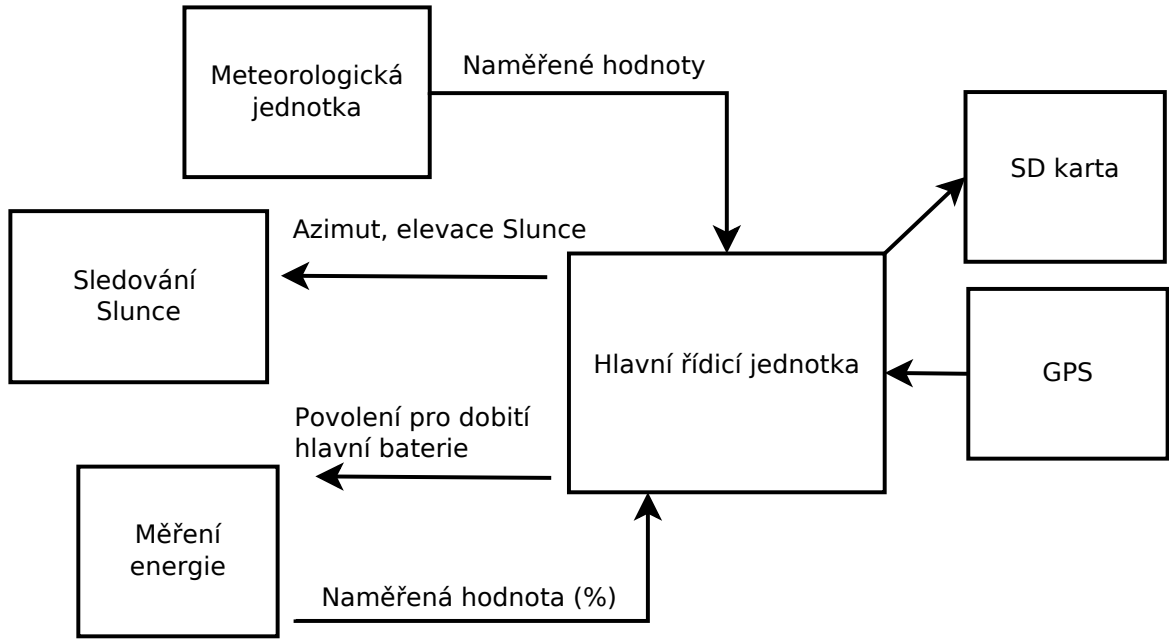 Meteorologická
jednotka
Naměřené hodnoty
SD karta
Azimut, elevace Slunce
Sledování
Slunce
Hlavní řídicí jednotka
GPS
Povolení pro dobití
hlavní baterie
Měření
energie
Naměřená hodnota (%)